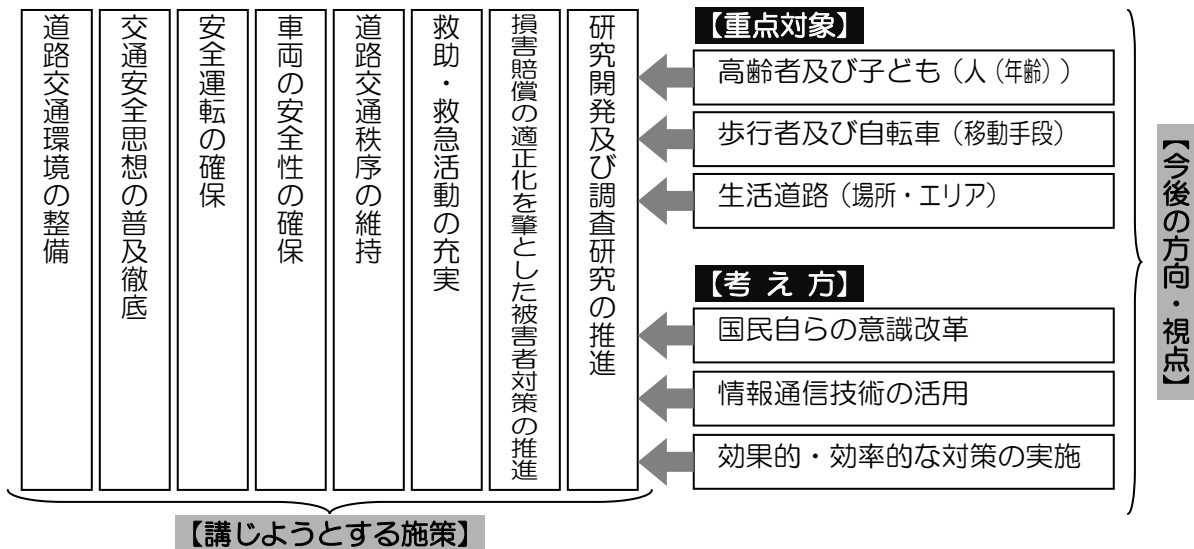 道路交通環境の整備
交通安全思想の普及徹底
安全運転の確保
車両の安全性の確保
道路交通秩序の維持
救助・救急活動の充実
損害賠償の適正化を肇とした被害者対策の推進
研究開発及び調査研究の推進
【講じようとする施策】
【重点対象】
高齢者及び子ども（人（年齢））
歩行者及び自転車（移動手段）
生活道路（場所・エリア）
【考え方】
国民自らの意識改革
情報通信技術の活用
効果的・効率的な対策の実施
【今後の方向・視点】